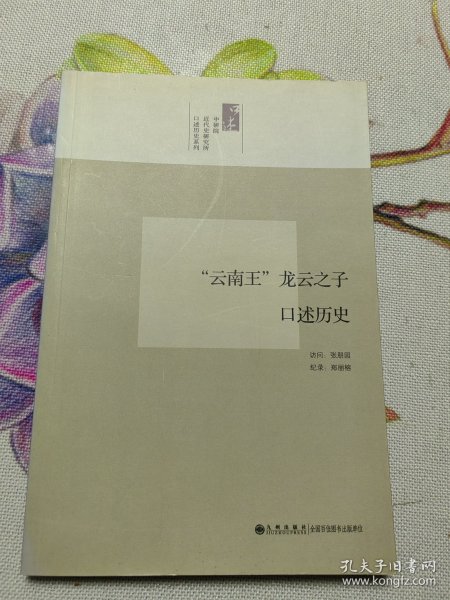 口述
中研院
近代史研究所
口述历史系列
“云南王”龙云之子
口述历史
访问：张朋园
纪录：郑丽榕
九州出版社
JIUZHOUPRESS
全国百佳图书出版单位
孔夫子旧书网
www.kongfz.com